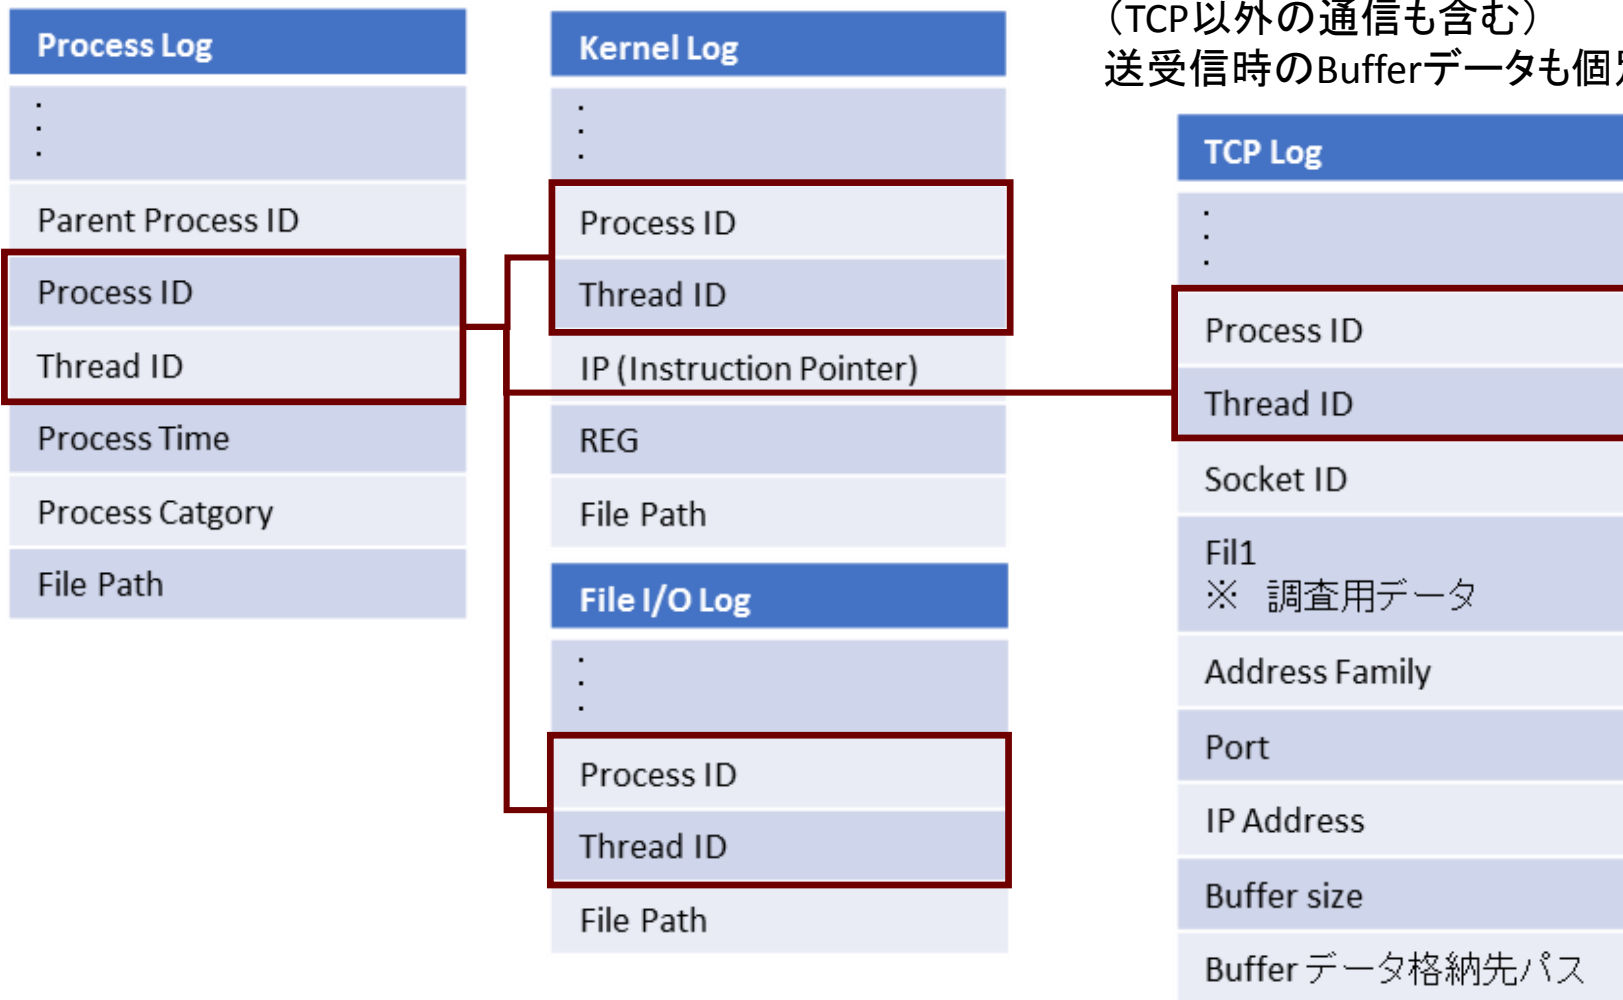 Process Log
:
Parent Process ID
Process ID
Thread ID
Process Time
Process Catgory
File Path
Kernel Log
:
Process ID
Thread ID
IP (Instruction Pointer)
REG
File Path
File I/O Log
:
Process ID
Thread ID
File Path
（TCP以外の通信も含む）
送受信時のBufferデータも個
TCP Log
:
Process ID
Thread ID
Socket ID
Fil1
※ 調査用データ
Address Family
Port
IP Address
Buffer size
Buffer データ格納先パス